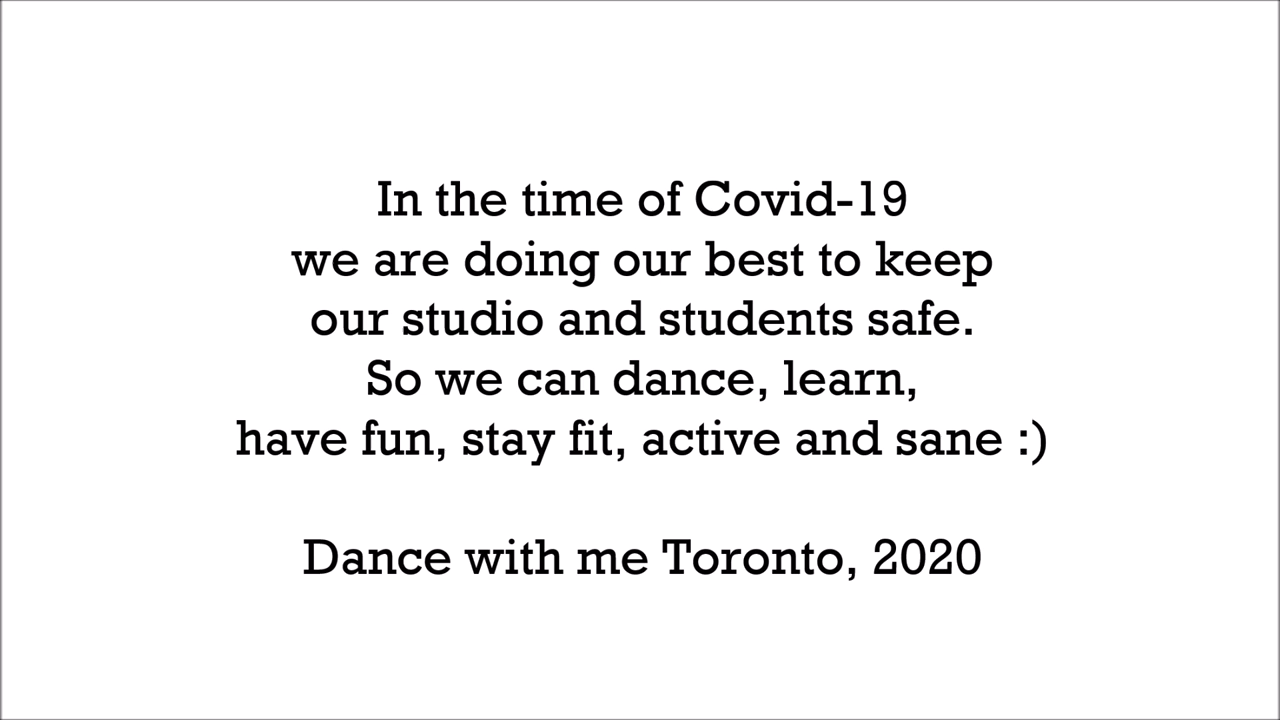 In the time of Covid-19
we are doing our best to keep
our studio and students safe.
So we can dance, learn,
have fun, stay fit, active and sane :)
Dance with me Toronto, 2020